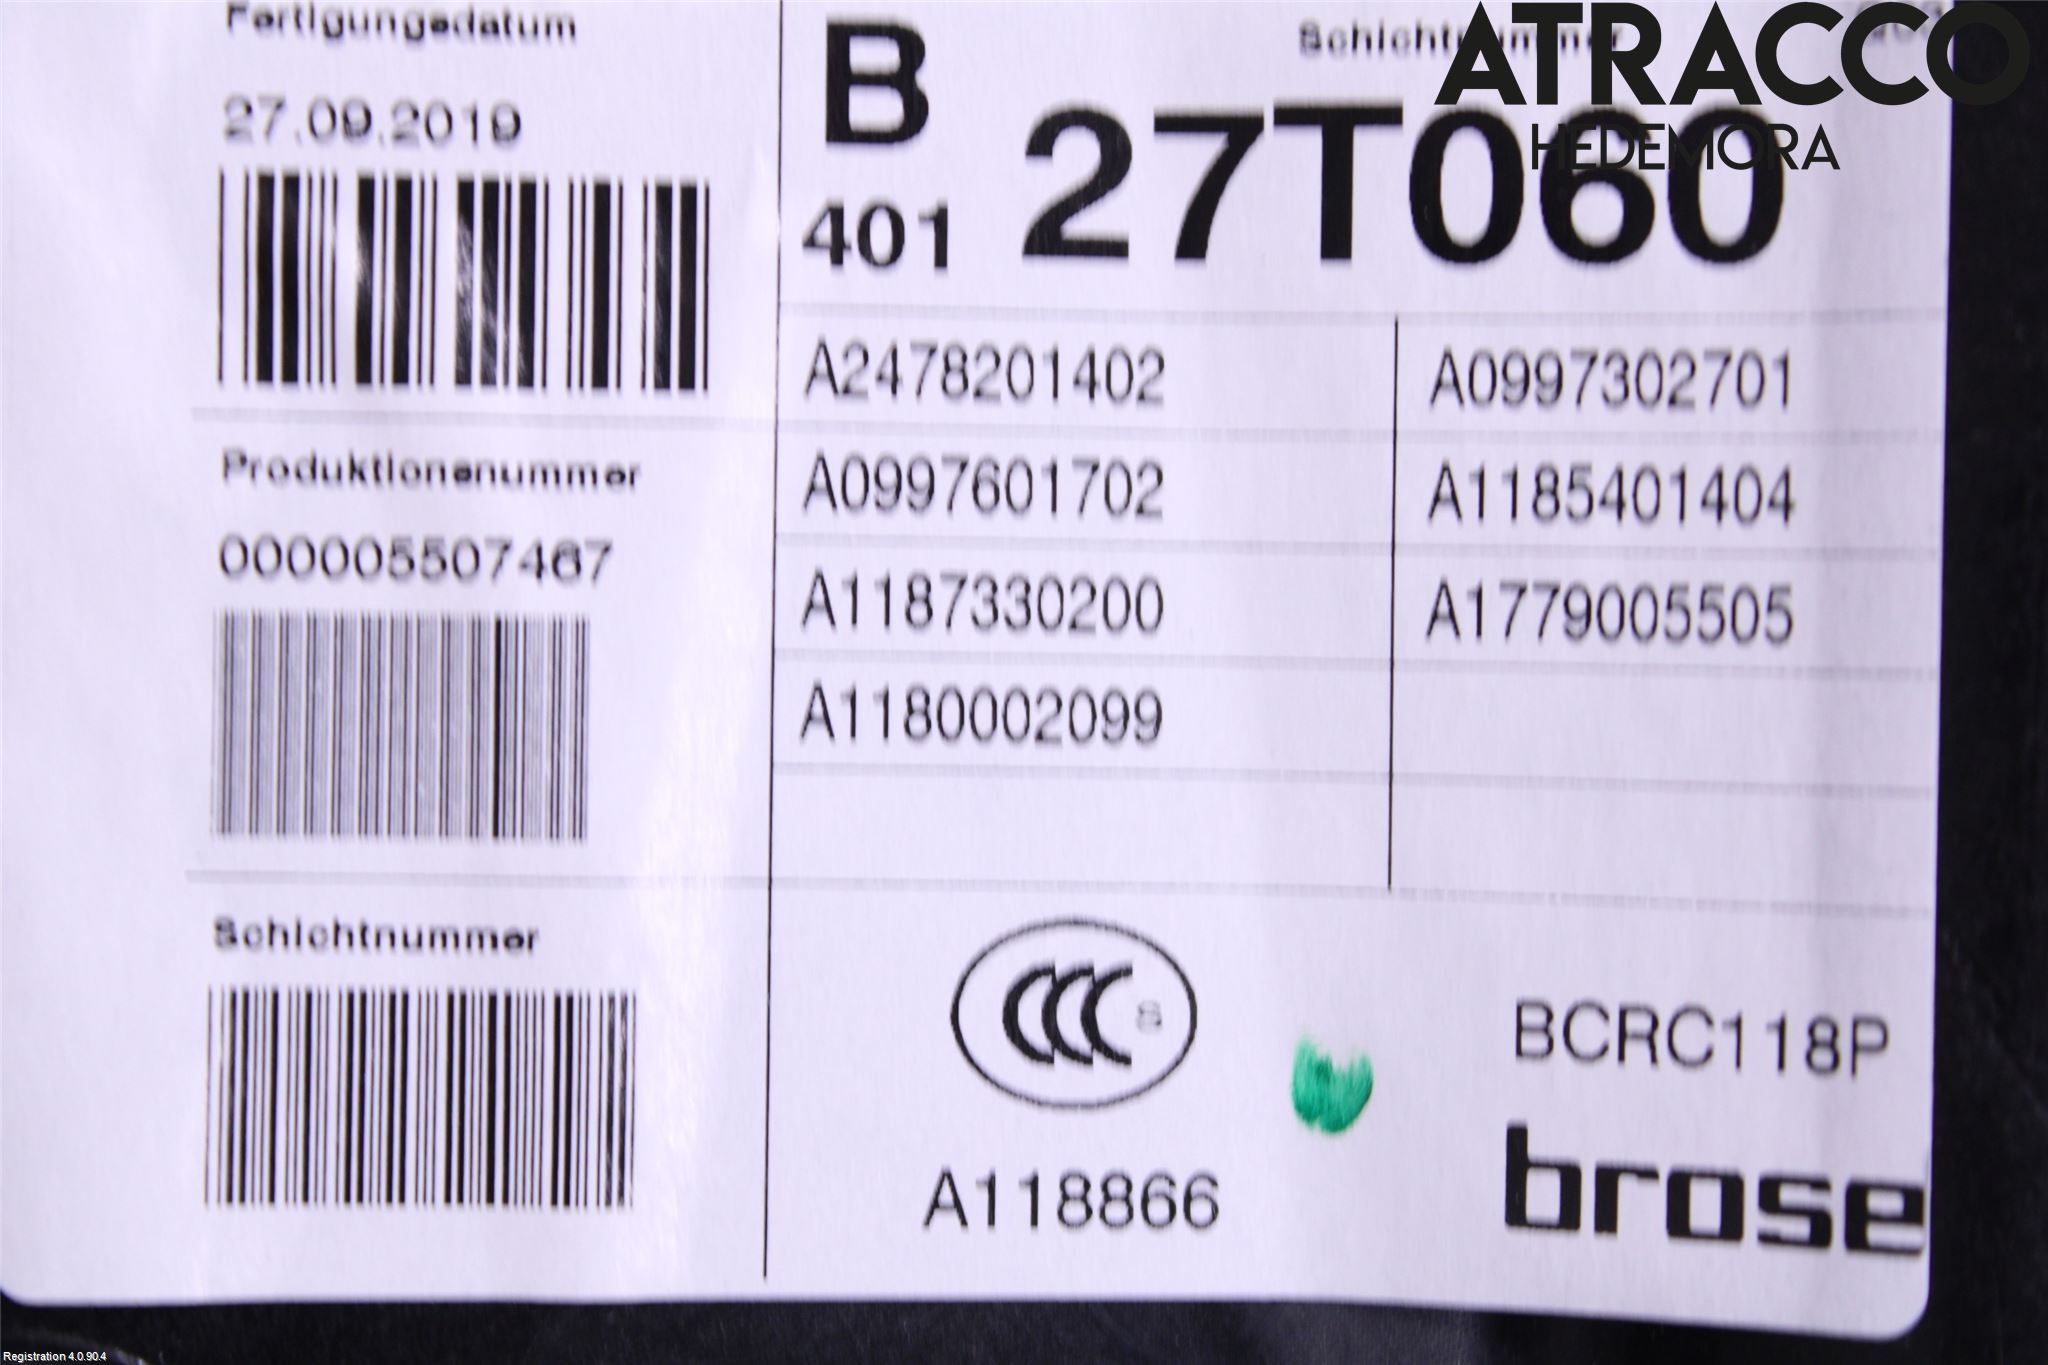 Fertigungsdatum
27.09.2019
Produktionsnummer
000005507467
Schichtnummer
B
401
Schichtnummer
27T060
A2478201402
A0997302701
A0997601702
A1185401404
A1187330200
A1779005505
A1180002099
CCC S
A118866
BCRC118P
brose
ATRACCO
HEDEMORA
Registration 4.0.90.4